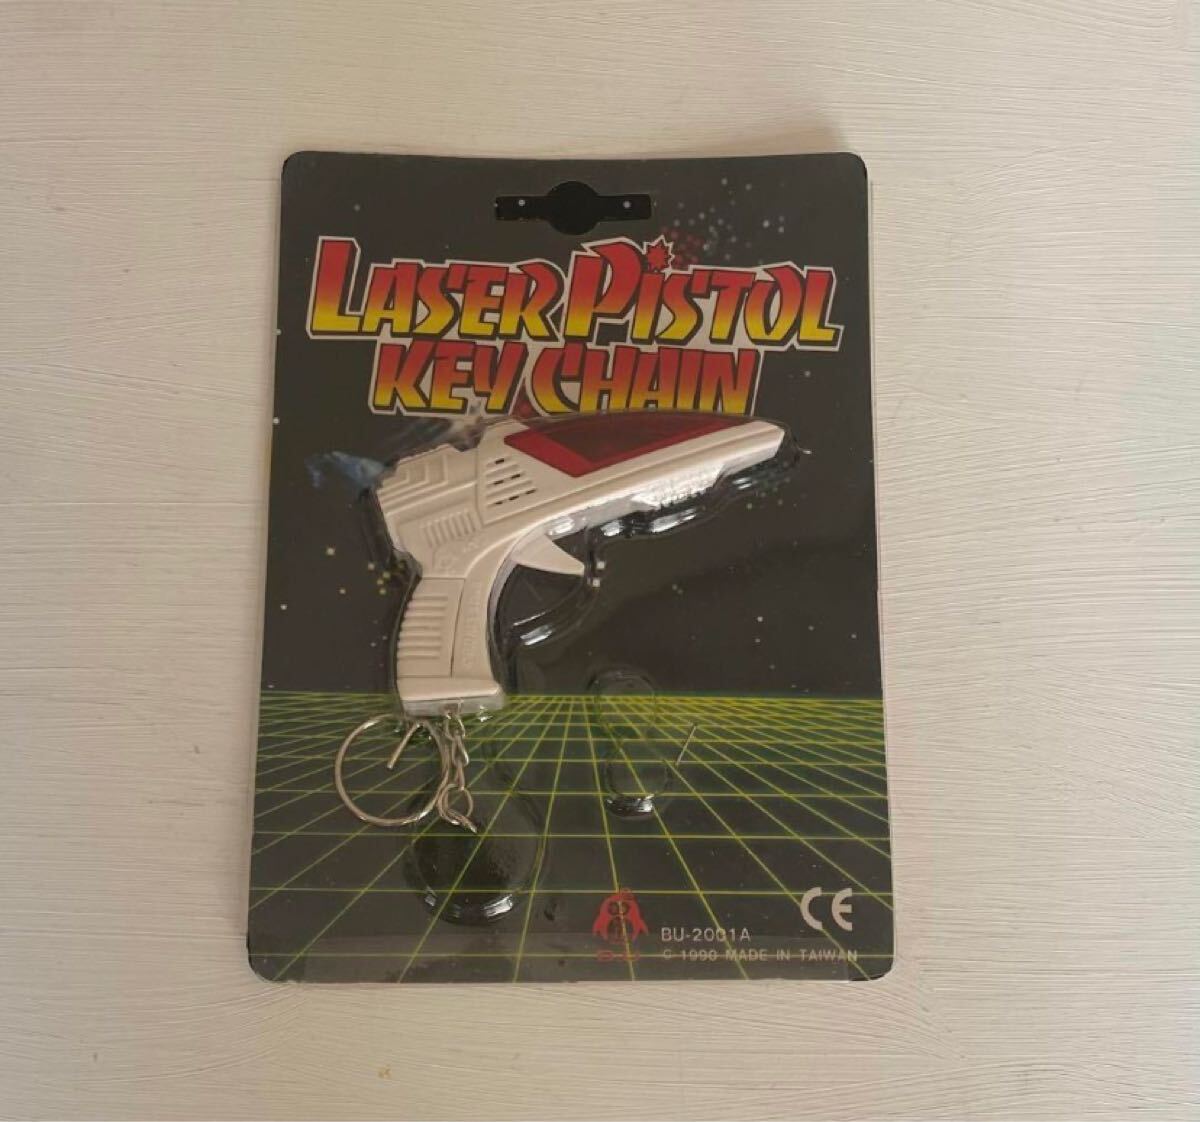 LASER PISTOL
KEY CHAIN
CE
BU-2001A
© 1990 MADE IN TAIWAN